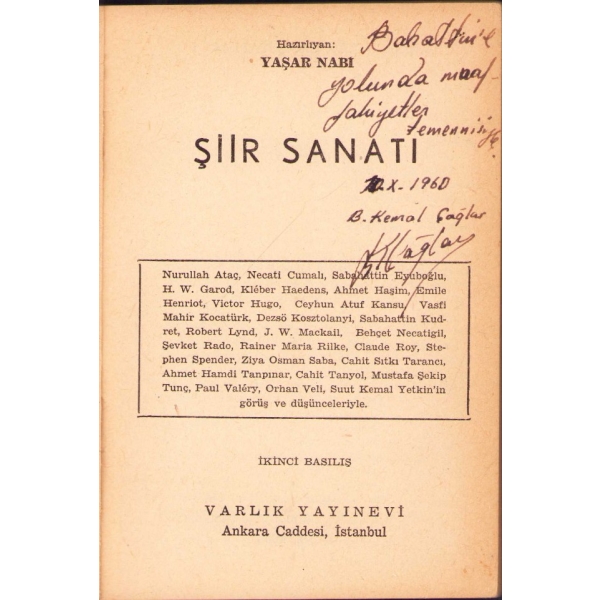 Hazırlıyan:
YAŞAR NABİ
Bahattin'e
yolunda muvaf-
fakiyetler
temennisiyle.
ŞİİR SANATI
X-1960
B. Kemal Çağlar
BKÇağlar
Nurullah Ataç, Necati Cumalı, Sabahattin Eyuboğlu,
H. W. Garod, Kléber Haedens, Ahmet Haşim, Emile
Henriot, Victor Hugo, Ceyhun Atuf Kansu, Vasfi
Mahir Kocatürk, Dezsö Kosztolanyi, Sabahattin Kud-
ret, Robert Lynd, J. W. Mackail, Behçet Necatigil,
Şevket Rado, Rainer Maria Rilke, Claude Roy, Ste-
phen Spender, Ziya Osman Saba, Cahit Sıtkı Tarancı,
Ahmet Hamdi Tanpınar, Cahit Tanyol, Mustafa Şekip
Tunç, Paul Valéry, Orhan Veli, Suut Kemal Yetkin'in
görüş ve düşünceleriyle.
İKİNCİ BASILIŞ
VARLIK YAYINEVİ
Ankara Caddesi, İstanbul